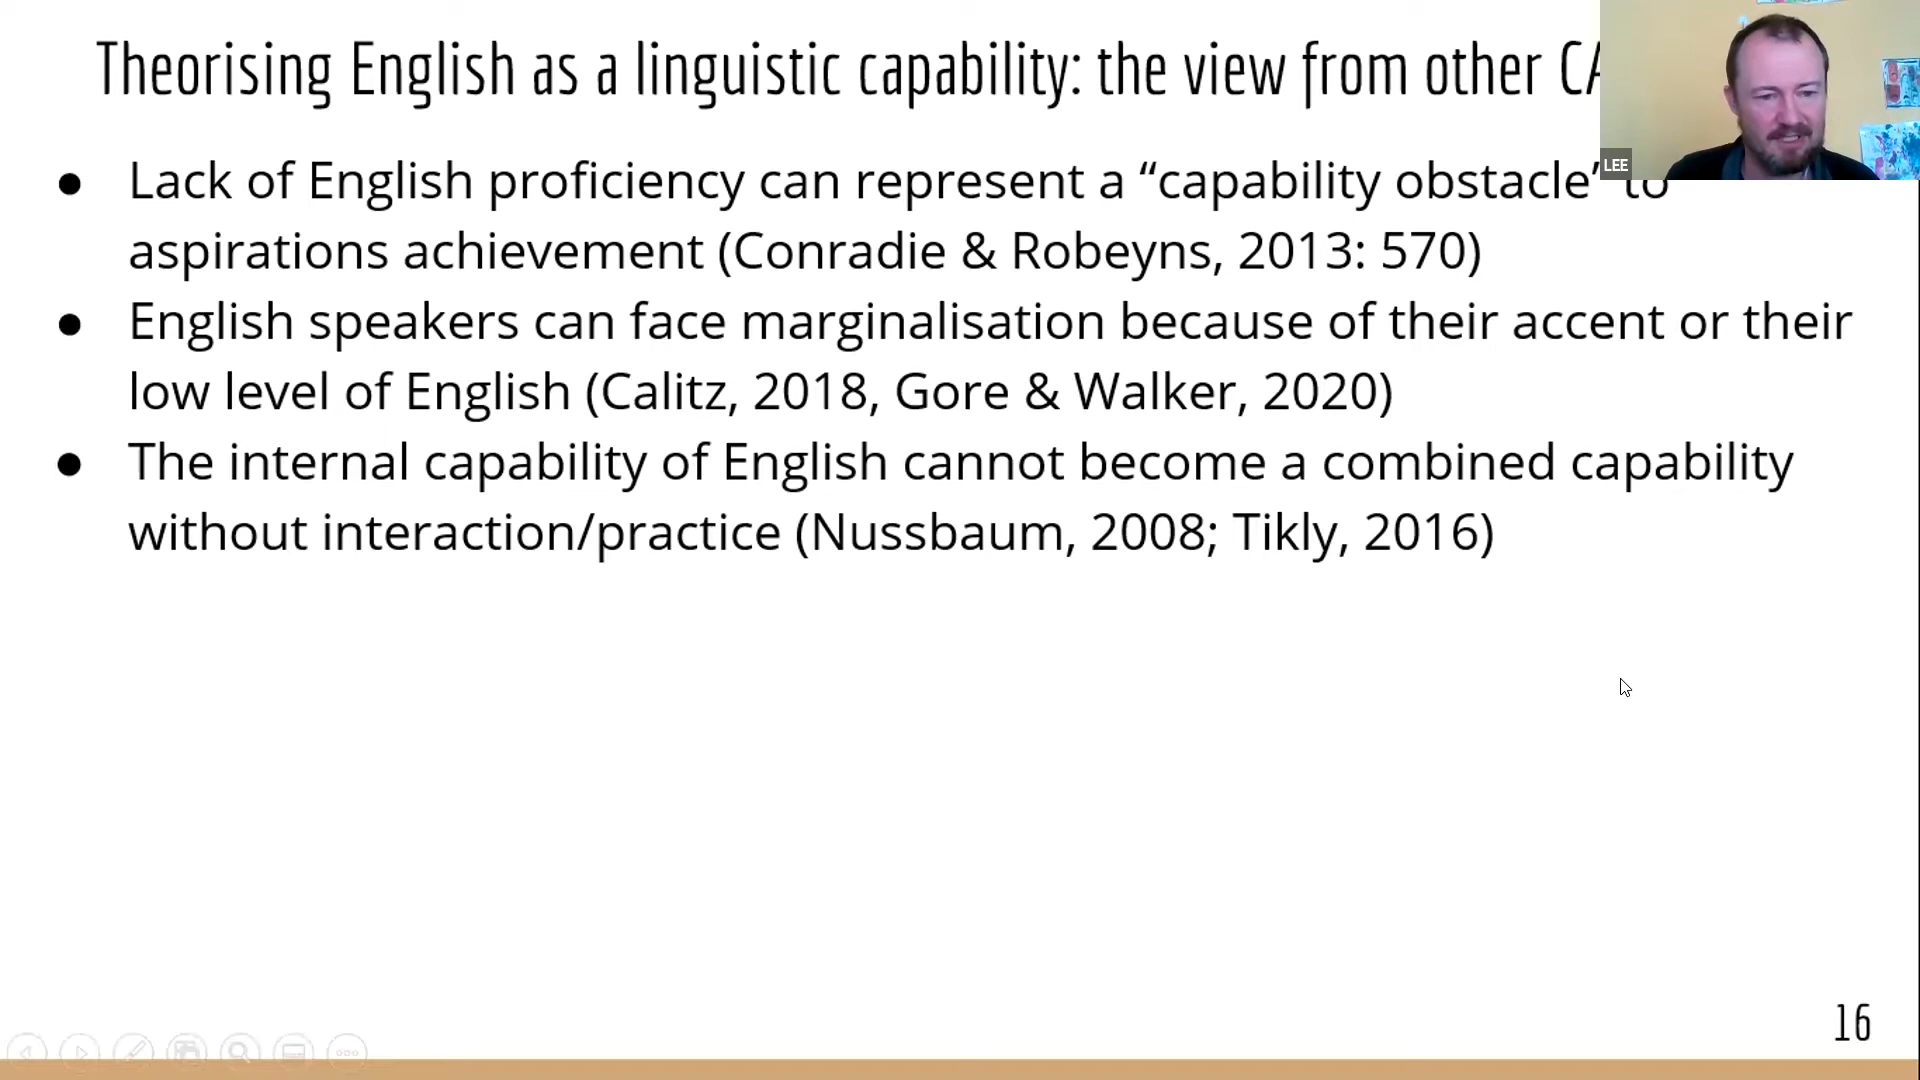 Theorising English as a linguistic capability: the view from other
LEE
● Lack of English proficiency can represent a “capability obstacle” to
aspirations achievement (Conradie & Robeyns, 2013: 570)
● English speakers can face marginalisation because of their accent or their
low level of English (Calitz, 2018, Gore & Walker, 2020)
● The internal capability of English cannot become a combined capability
without interaction/practice (Nussbaum, 2008; Tikly, 2016)
16